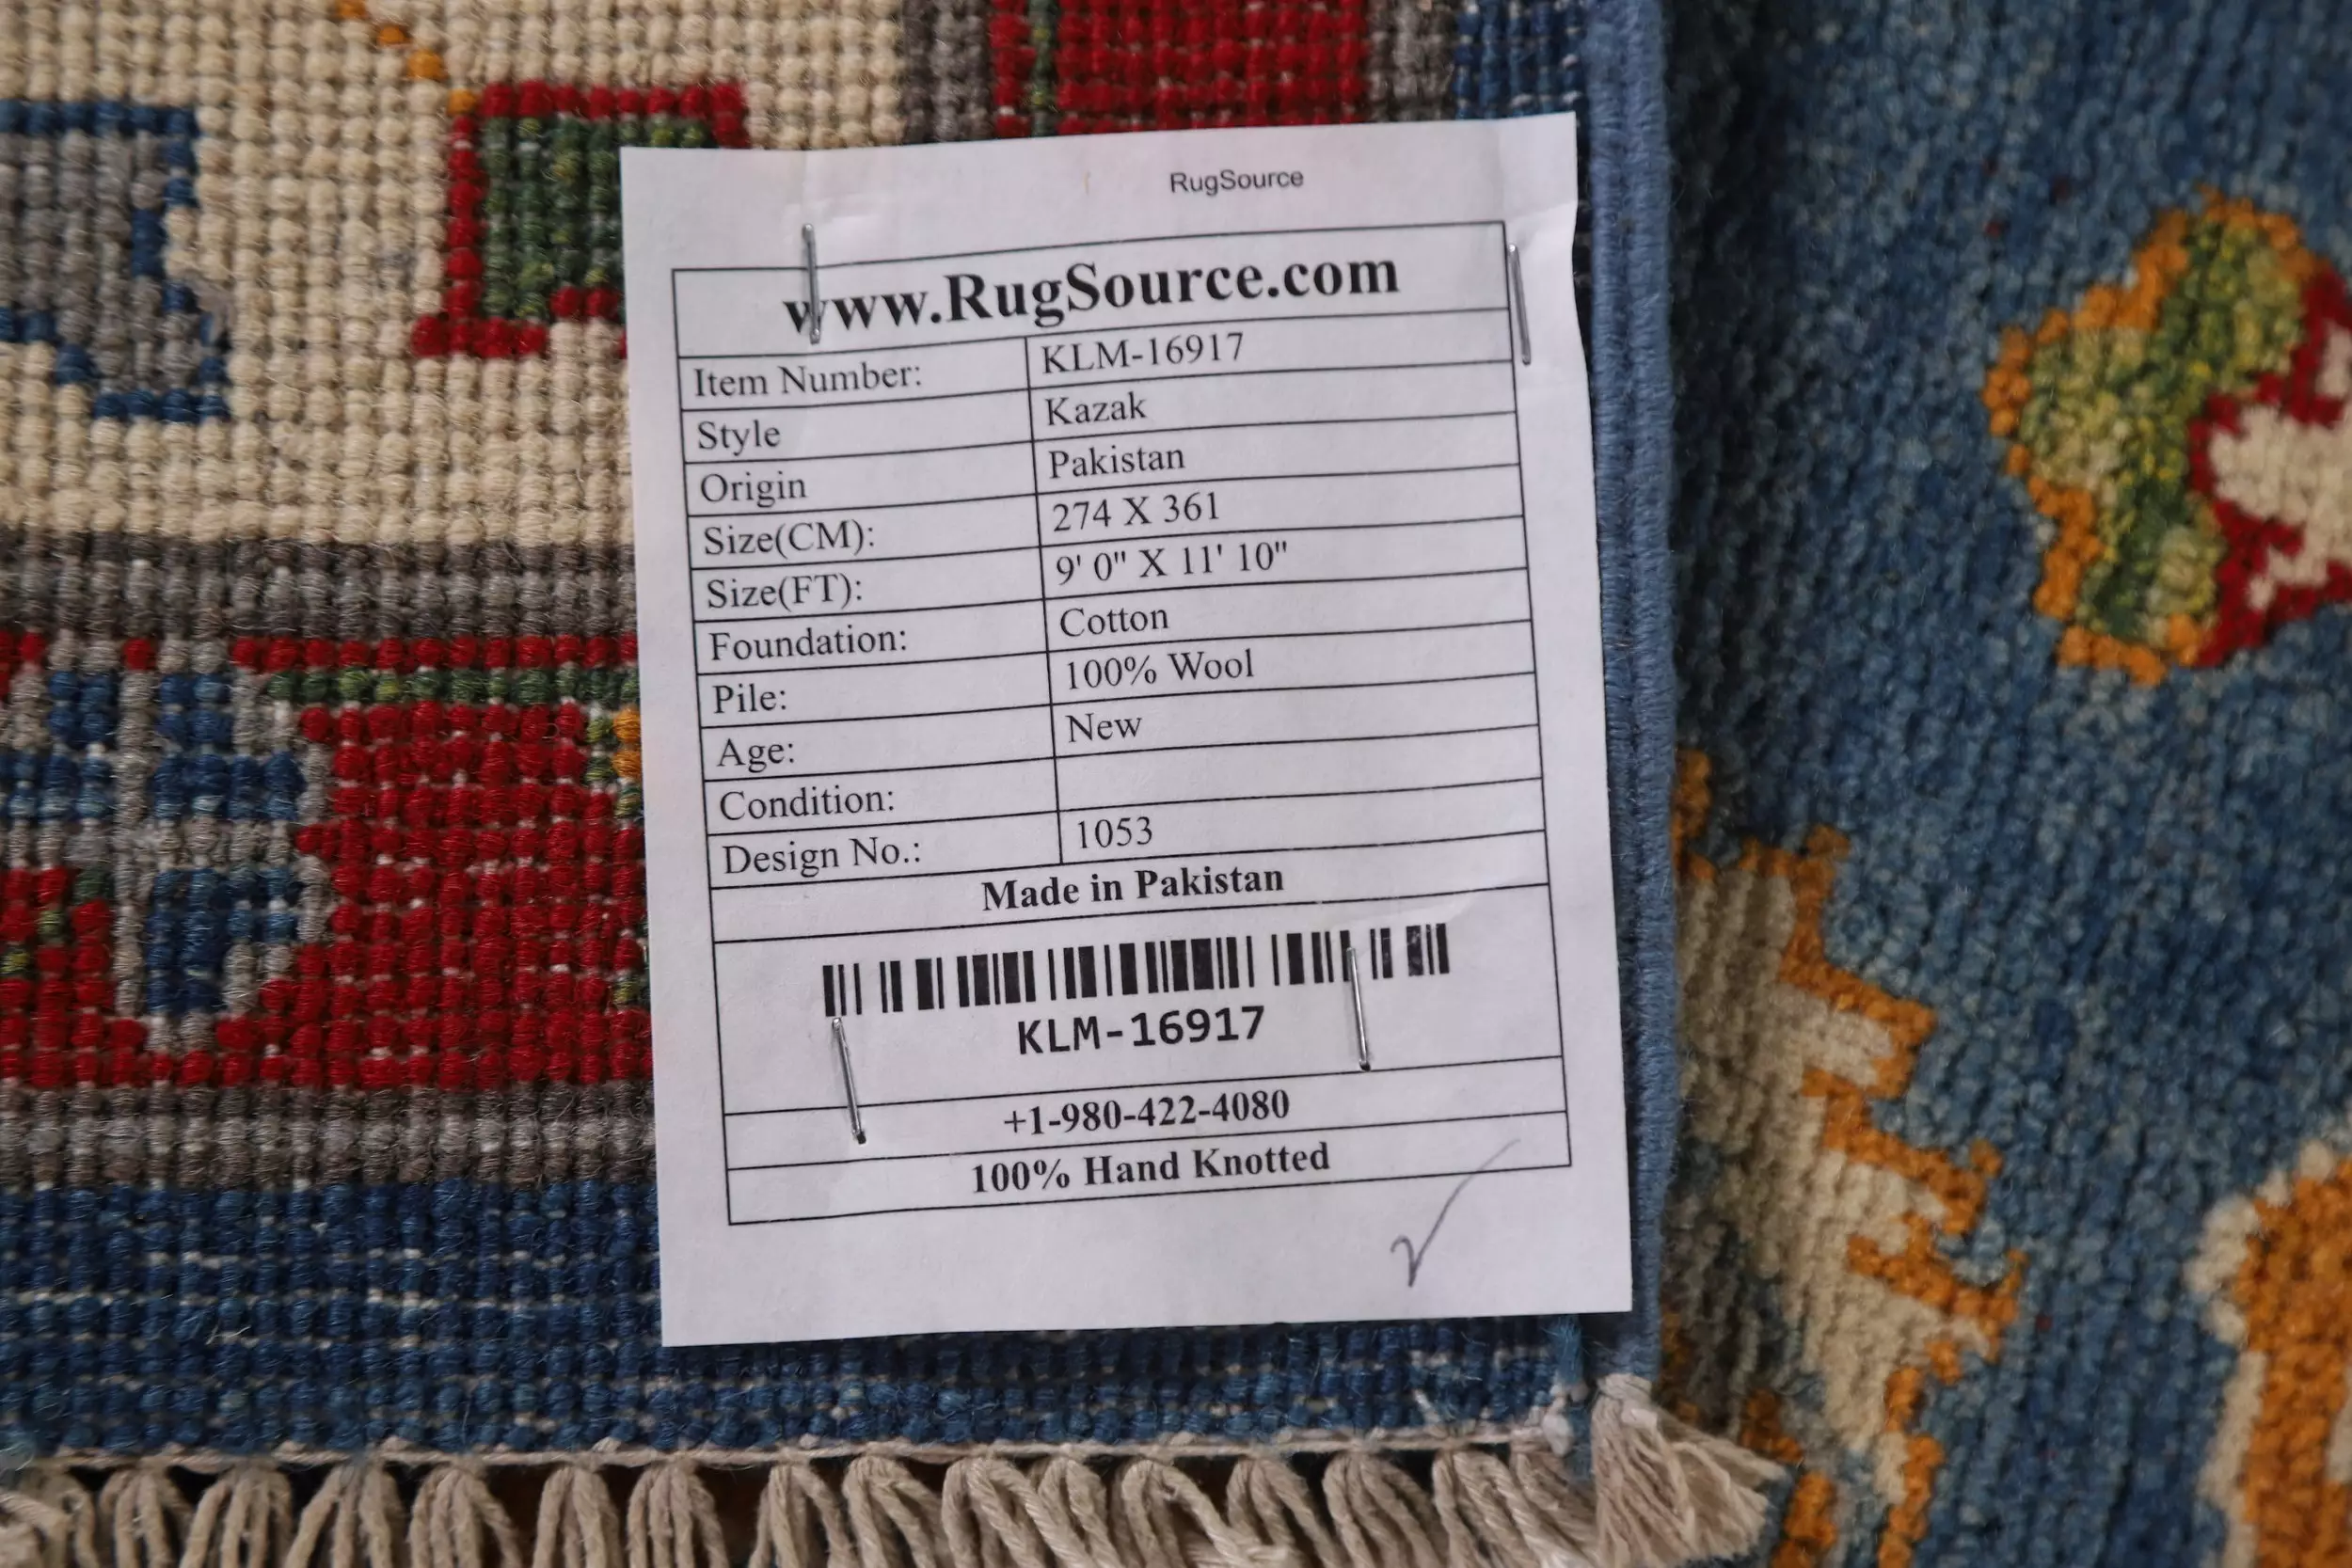 RugSource
www.RugSource.com
Item Number: KLM-16917
Style Kazak
Origin Pakistan
Size(CM): 274 X 361
Size(FT): 9' 0" X 11' 10"
Foundation: Cotton
Pile: 100% Wool
Age: New
Condition:
Design No.: 1053
Made in Pakistan
KLM-16917
+1-980-422-4080
100% Hand Knotted